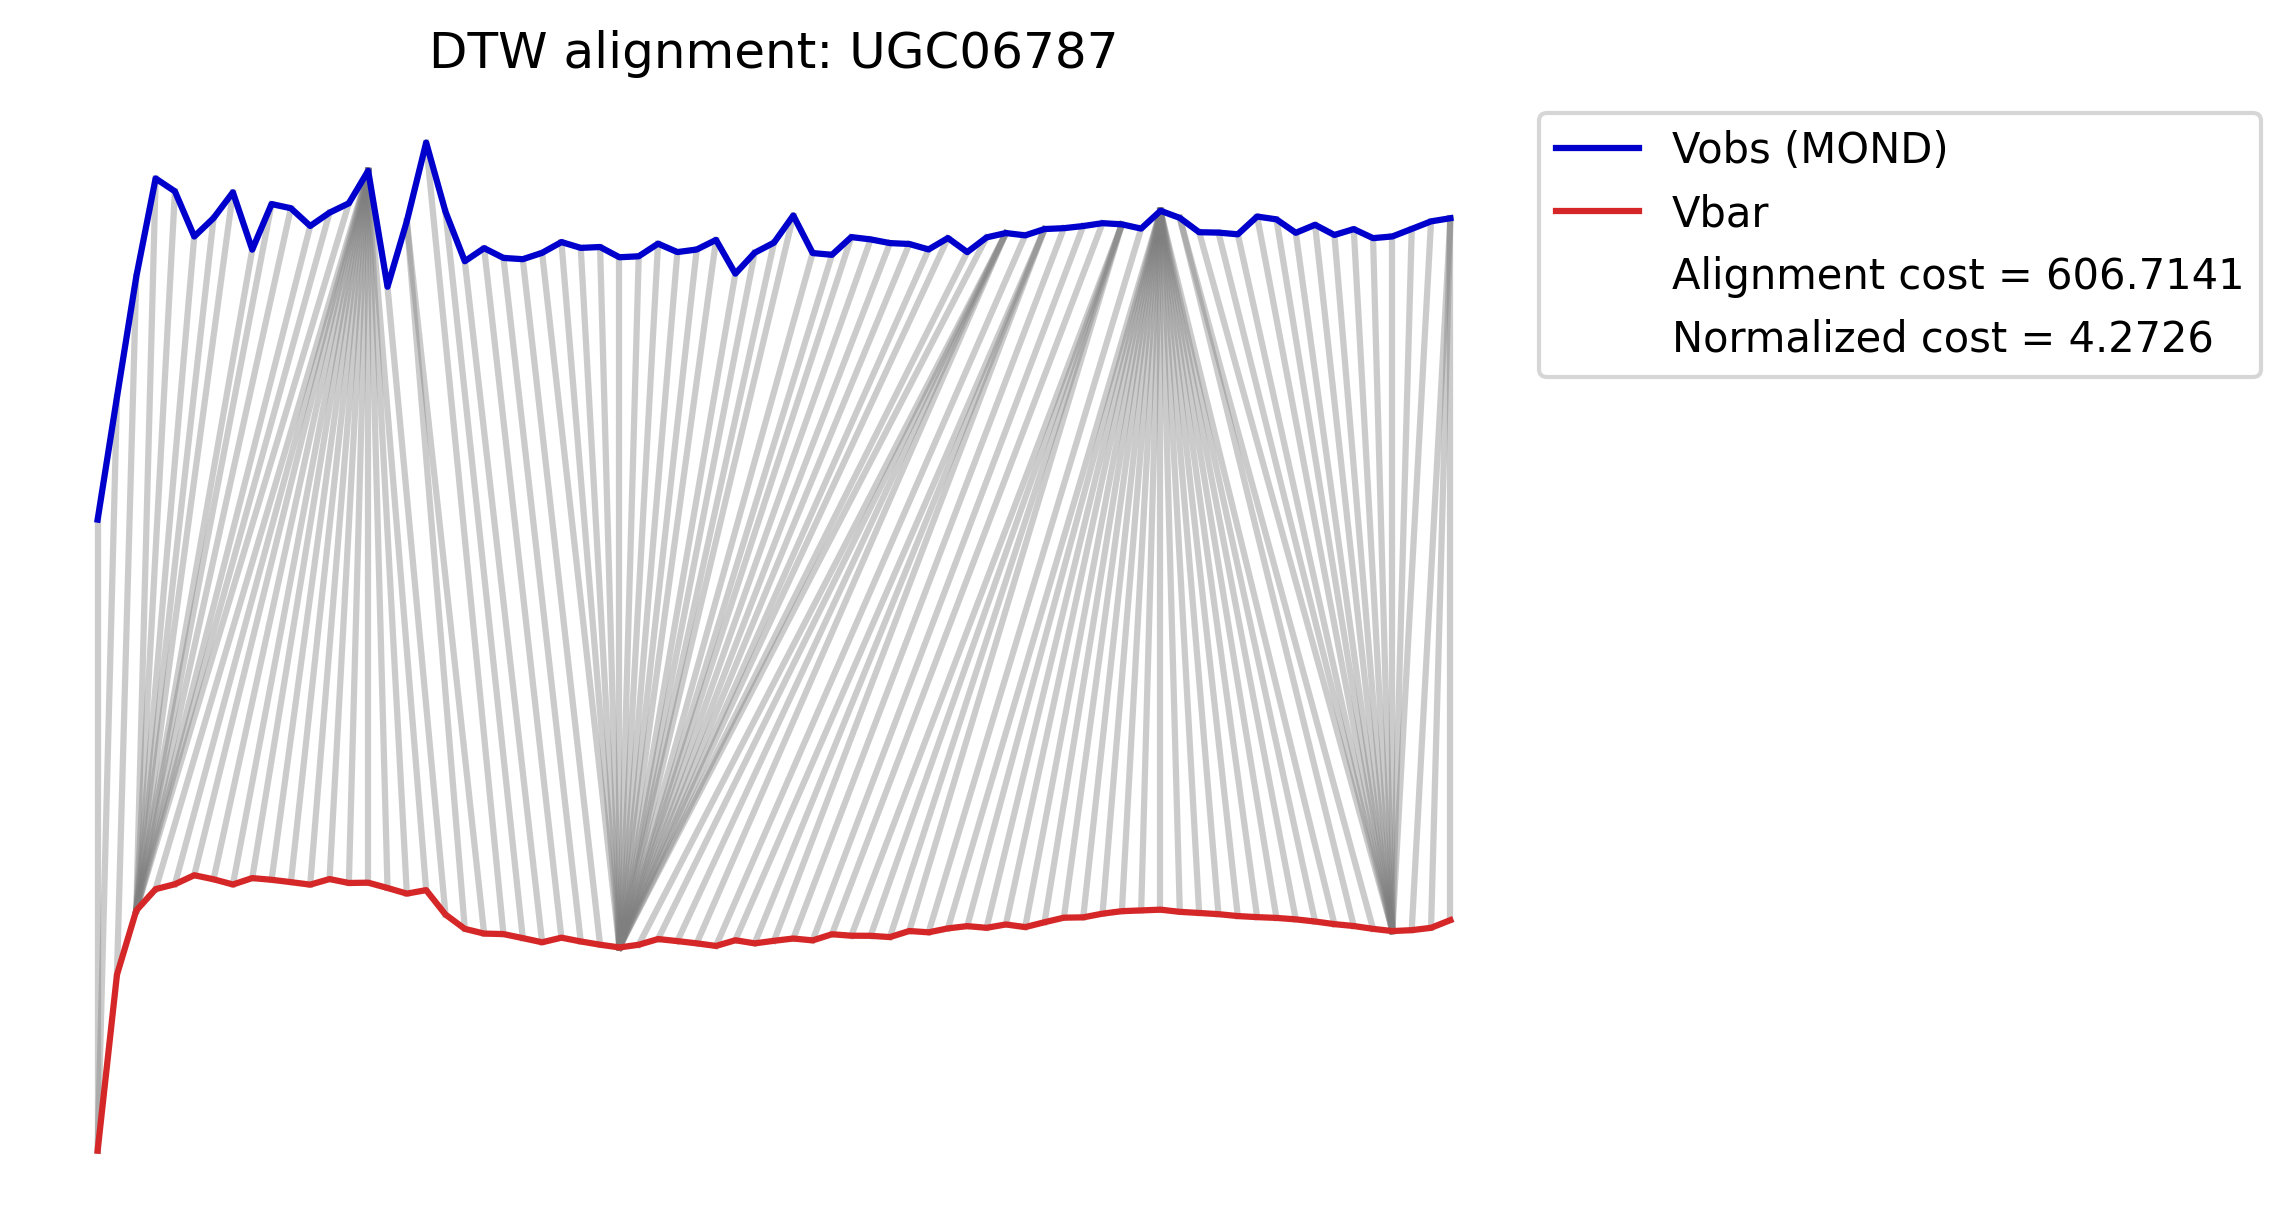 DTW alignment: UGC06787
Vobs (MOND)
Vbar
Alignment cost = 606.7141
Normalized cost = 4.2726